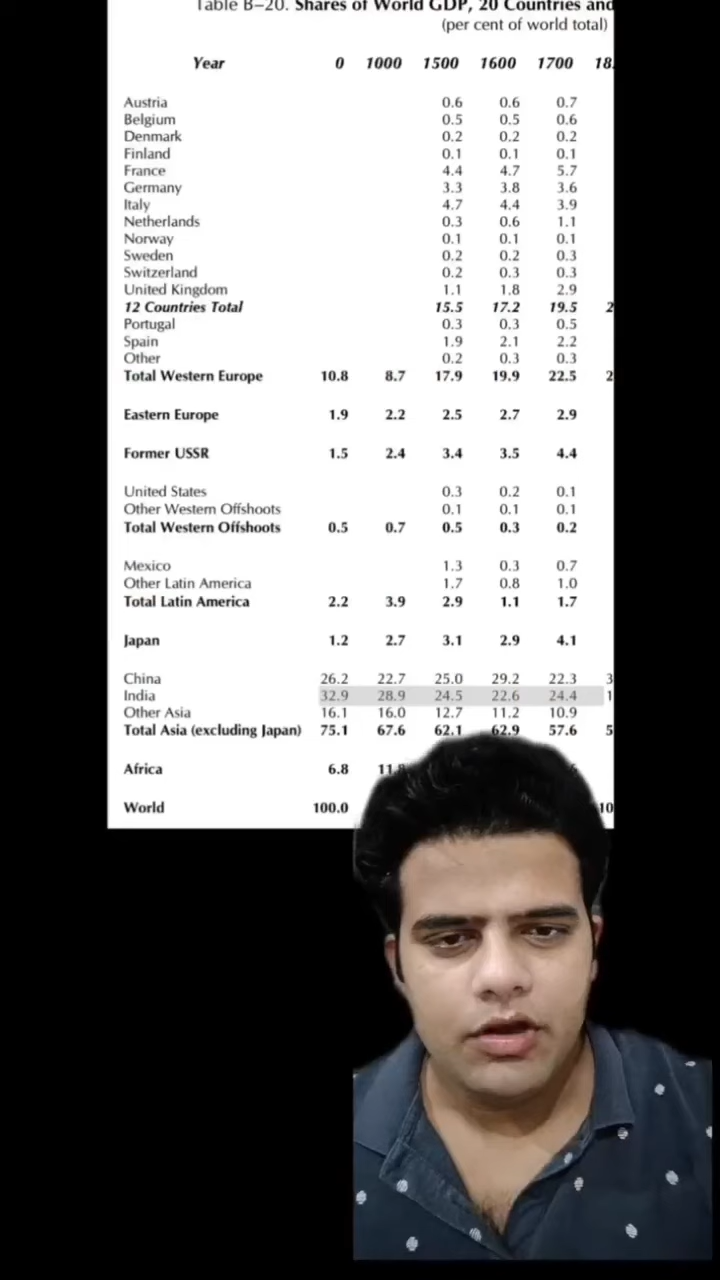 Table B–20. Shares of World GDP, 20 Countries and
(per cent of world total)
Year 0 1000 1500 1600 1700 18
Austria 0.6 0.6 0.7
Belgium 0.5 0.5 0.6
Denmark 0.2 0.2 0.2
Finland 0.1 0.1 0.1
France 4.4 4.7 5.7
Germany 3.3 3.8 3.6
Italy 4.7 4.4 3.9
Netherlands 0.3 0.6 1.1
Norway 0.1 0.1 0.1
Sweden 0.2 0.2 0.3
Switzerland 0.2 0.3 0.3
United Kingdom 1.1 1.8 2.9
12 Countries Total 15.5 17.2 19.5 2
Portugal 0.3 0.3 0.5
Spain 1.9 2.1 2.2
Other 0.2 0.3 0.3
Total Western Europe 10.8 8.7 17.9 19.9 22.5 2
Eastern Europe 1.9 2.2 2.5 2.7 2.9
Former USSR 1.5 2.4 3.4 3.5 4.4
United States 0.3 0.2 0.1
Other Western Offshoots 0.1 0.1 0.1
Total Western Offshoots 0.5 0.7 0.5 0.3 0.2
Mexico 1.3 0.3 0.7
Other Latin America 1.7 0.8 1.0
Total Latin America 2.2 3.9 2.9 1.1 1.7
Japan 1.2 2.7 3.1 2.9 4.1
China 26.2 22.7 25.0 29.2 22.3 3
India 32.9 28.9 24.5 22.6 24.4 1
Other Asia 16.1 16.0 12.7 11.2 10.9
Total Asia (excluding Japan) 75.1 67.6 62.1 62.9 57.6 5
Africa 6.8
World 100.0 10